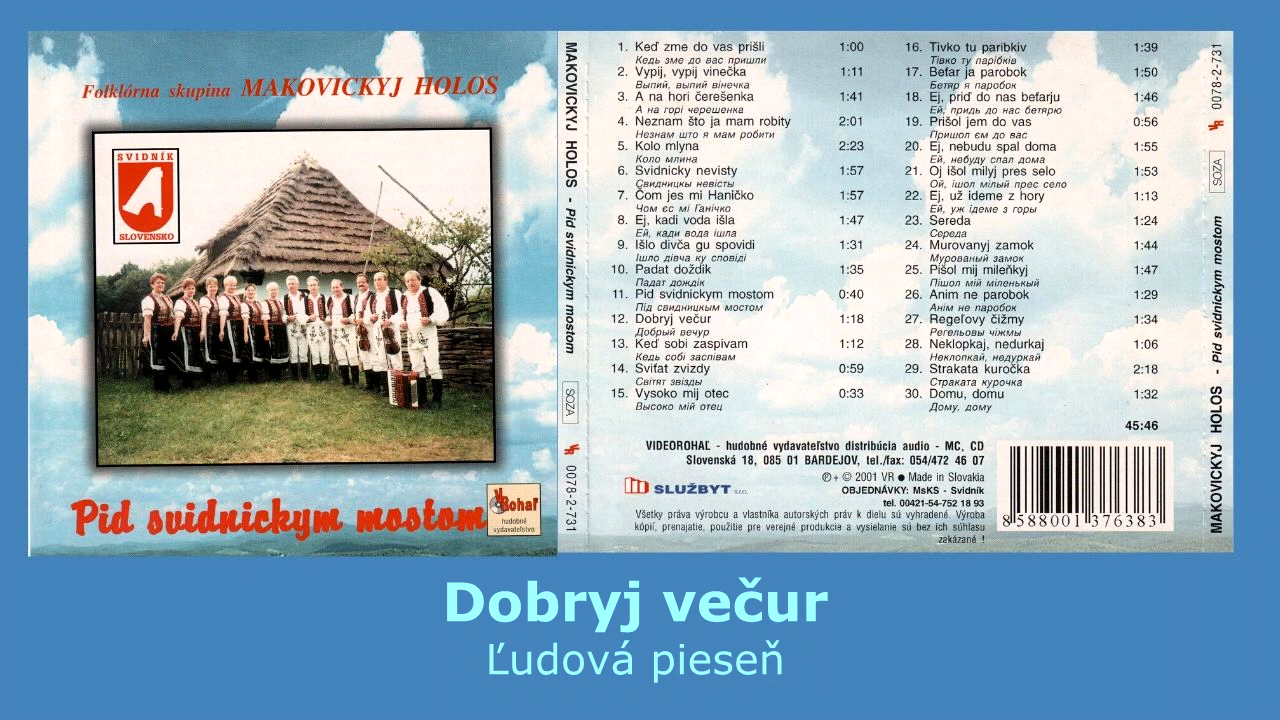 Folklórna skupina MAKOVICKYJ HOLOS
SVIDNÍK
SLOVENSKO
Pid svidnickym mostom
VR
Rohaľ
hudobné
vydavateľstvo
MAKOVICKYJ HOLOS - Pid svidnickym mostom
SOZA
VR
0078-2-731
1. Keď zme do vas prišli 1:00
Кедь зме до вас пришли
2. Vypij, vypij vinečka 1:11
Выпий, выпий вінечка
3. A na hori čerešenka 1:41
А на горі черешенка
4. Neznam što ja mam robity 2:01
Незнам што я мам робити
5. Kolo mlyna 2:23
Коло млина
6. Svidnicky nevisty 1:57
Свидницкы невісты
7. Čom jes mi Haničko 1:57
Чом єс мі Ганічко
8. Ej, kadi voda išla 1:47
Ей, кади вода ішла
9. Išlo divča gu spovidi 1:31
Ішло дівча ку сповіді
10. Padat doždik 1:35
Падат дождік
11. Pid svidnickym mostom 0:40
Під свидницкым мостом
12. Dobryj večur 1:18
Добрый вечур
13. Keď sobi zaspivam 1:12
Кедь собі заспівам
14. Sviťat zvizdy 0:59
Світят звізды
15. Vysoko mij otec 0:33
Высоко мій отец
16. Tivko tu paribkiv 1:39
Тівко ту парібків
17. Beťar ja parobok 1:50
Бетяр я паробок
18. Ej, priď do nas beťarju 1:46
Ей, придь до нас бетярю
19. Prišol jem do vas 0:56
Пришол єм до вас
20. Ej, nebudu spal doma 1:55
Ей, небуду спал дома
21. Oj išol milyj pres selo 1:53
Ой, ішол мілый прес село
22. Ej, už ideme z hory 1:13
Ей, уж ідеме з горы
23. Sereda 1:24
Середа
24. Murovanyj zamok 1:44
Мурованый замок
25. Pišol mij mileňkyj 1:47
Пішол мій міленькый
26. Anim ne parobok 1:29
Анім не паробок
27. Regeľovy čižmy 1:34
Регельовы чіжмы
28. Neklopkaj, nedurkaj 1:06
Неклопкай, недуркай
29. Strakata kuročka 2:18
Страката курочка
30. Domu, domu 1:32
Дому, дому
45:46
VIDEOROHAĽ - hudobné vydavateľstvo distribúcia audio - MC, CD
Slovenská 18, 085 01 BARDEJOV, tel./fax: 054/472 46 07
SLUŽBYT s.r.o.
Ⓟ + © 2001 VR ● Made in Slovakia
OBJEDNÁVKY: MsKS - Svidník
tel. 00421-54-752 18 93
Všetky práva výrobcu a vlastníka autorských práv k dielu sú vyhradené. Výroba
kópií, prenajatie, použitie pre verejné produkcie a vysielanie sú bez ich súhlasu
zakázané !
8 588001 376383
MAKOVICKYJ HOLOS - Pid svidnickym mostom
SOZA
VR
0078-2-731
Dobryj večur
Ľudová pieseň